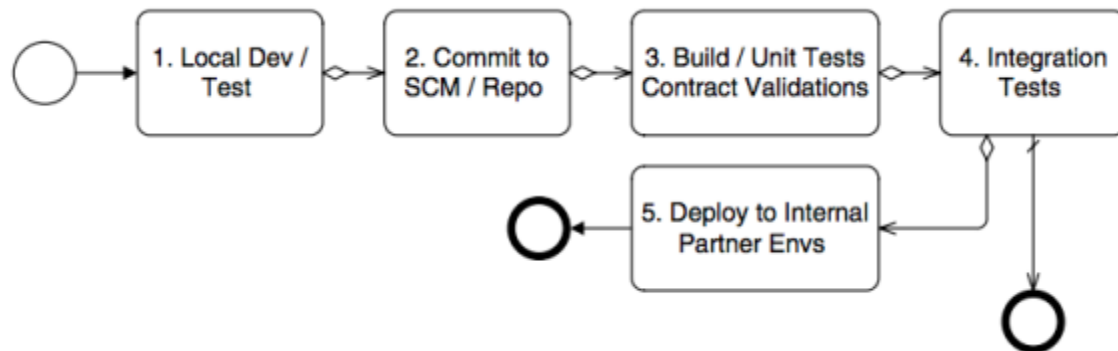 1. Local Dev /
Test
2. Commit to
SCM / Repo
3. Build / Unit Tests
Contract Validations
4. Integration
Tests
5. Deploy to Internal
Partner Envs